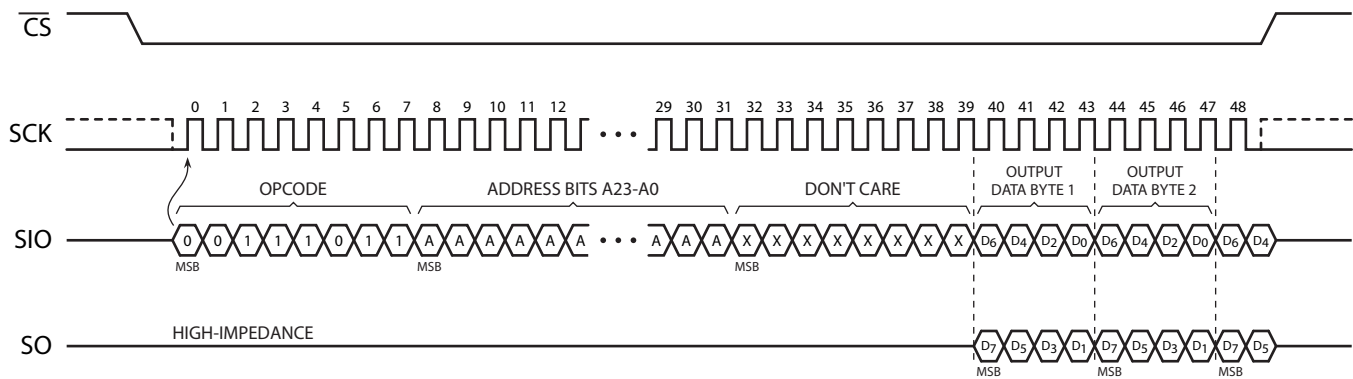 CS
0 1 2 3 4 5 6 7 8 9 10 11 12 29 30 31 32 33 34 35 36 37 38 39 40 41 42 43 44 45 46 47 48
SCK
OPCODE ADDRESS BITS A23-A0 DON'T CARE OUTPUT DATA BYTE 1 OUTPUT DATA BYTE 2
SIO 0 0 1 1 1 0 1 1 A A A A A A • • • A A A X X X X X X X X D6 D4 D2 D0 D6 D4 D2 D0 D6 D4
MSB MSB MSB
HIGH-IMPEDANCE
SO D7 D5 D3 D1 D7 D5 D3 D1 D7 D5
MSB MSB MSB